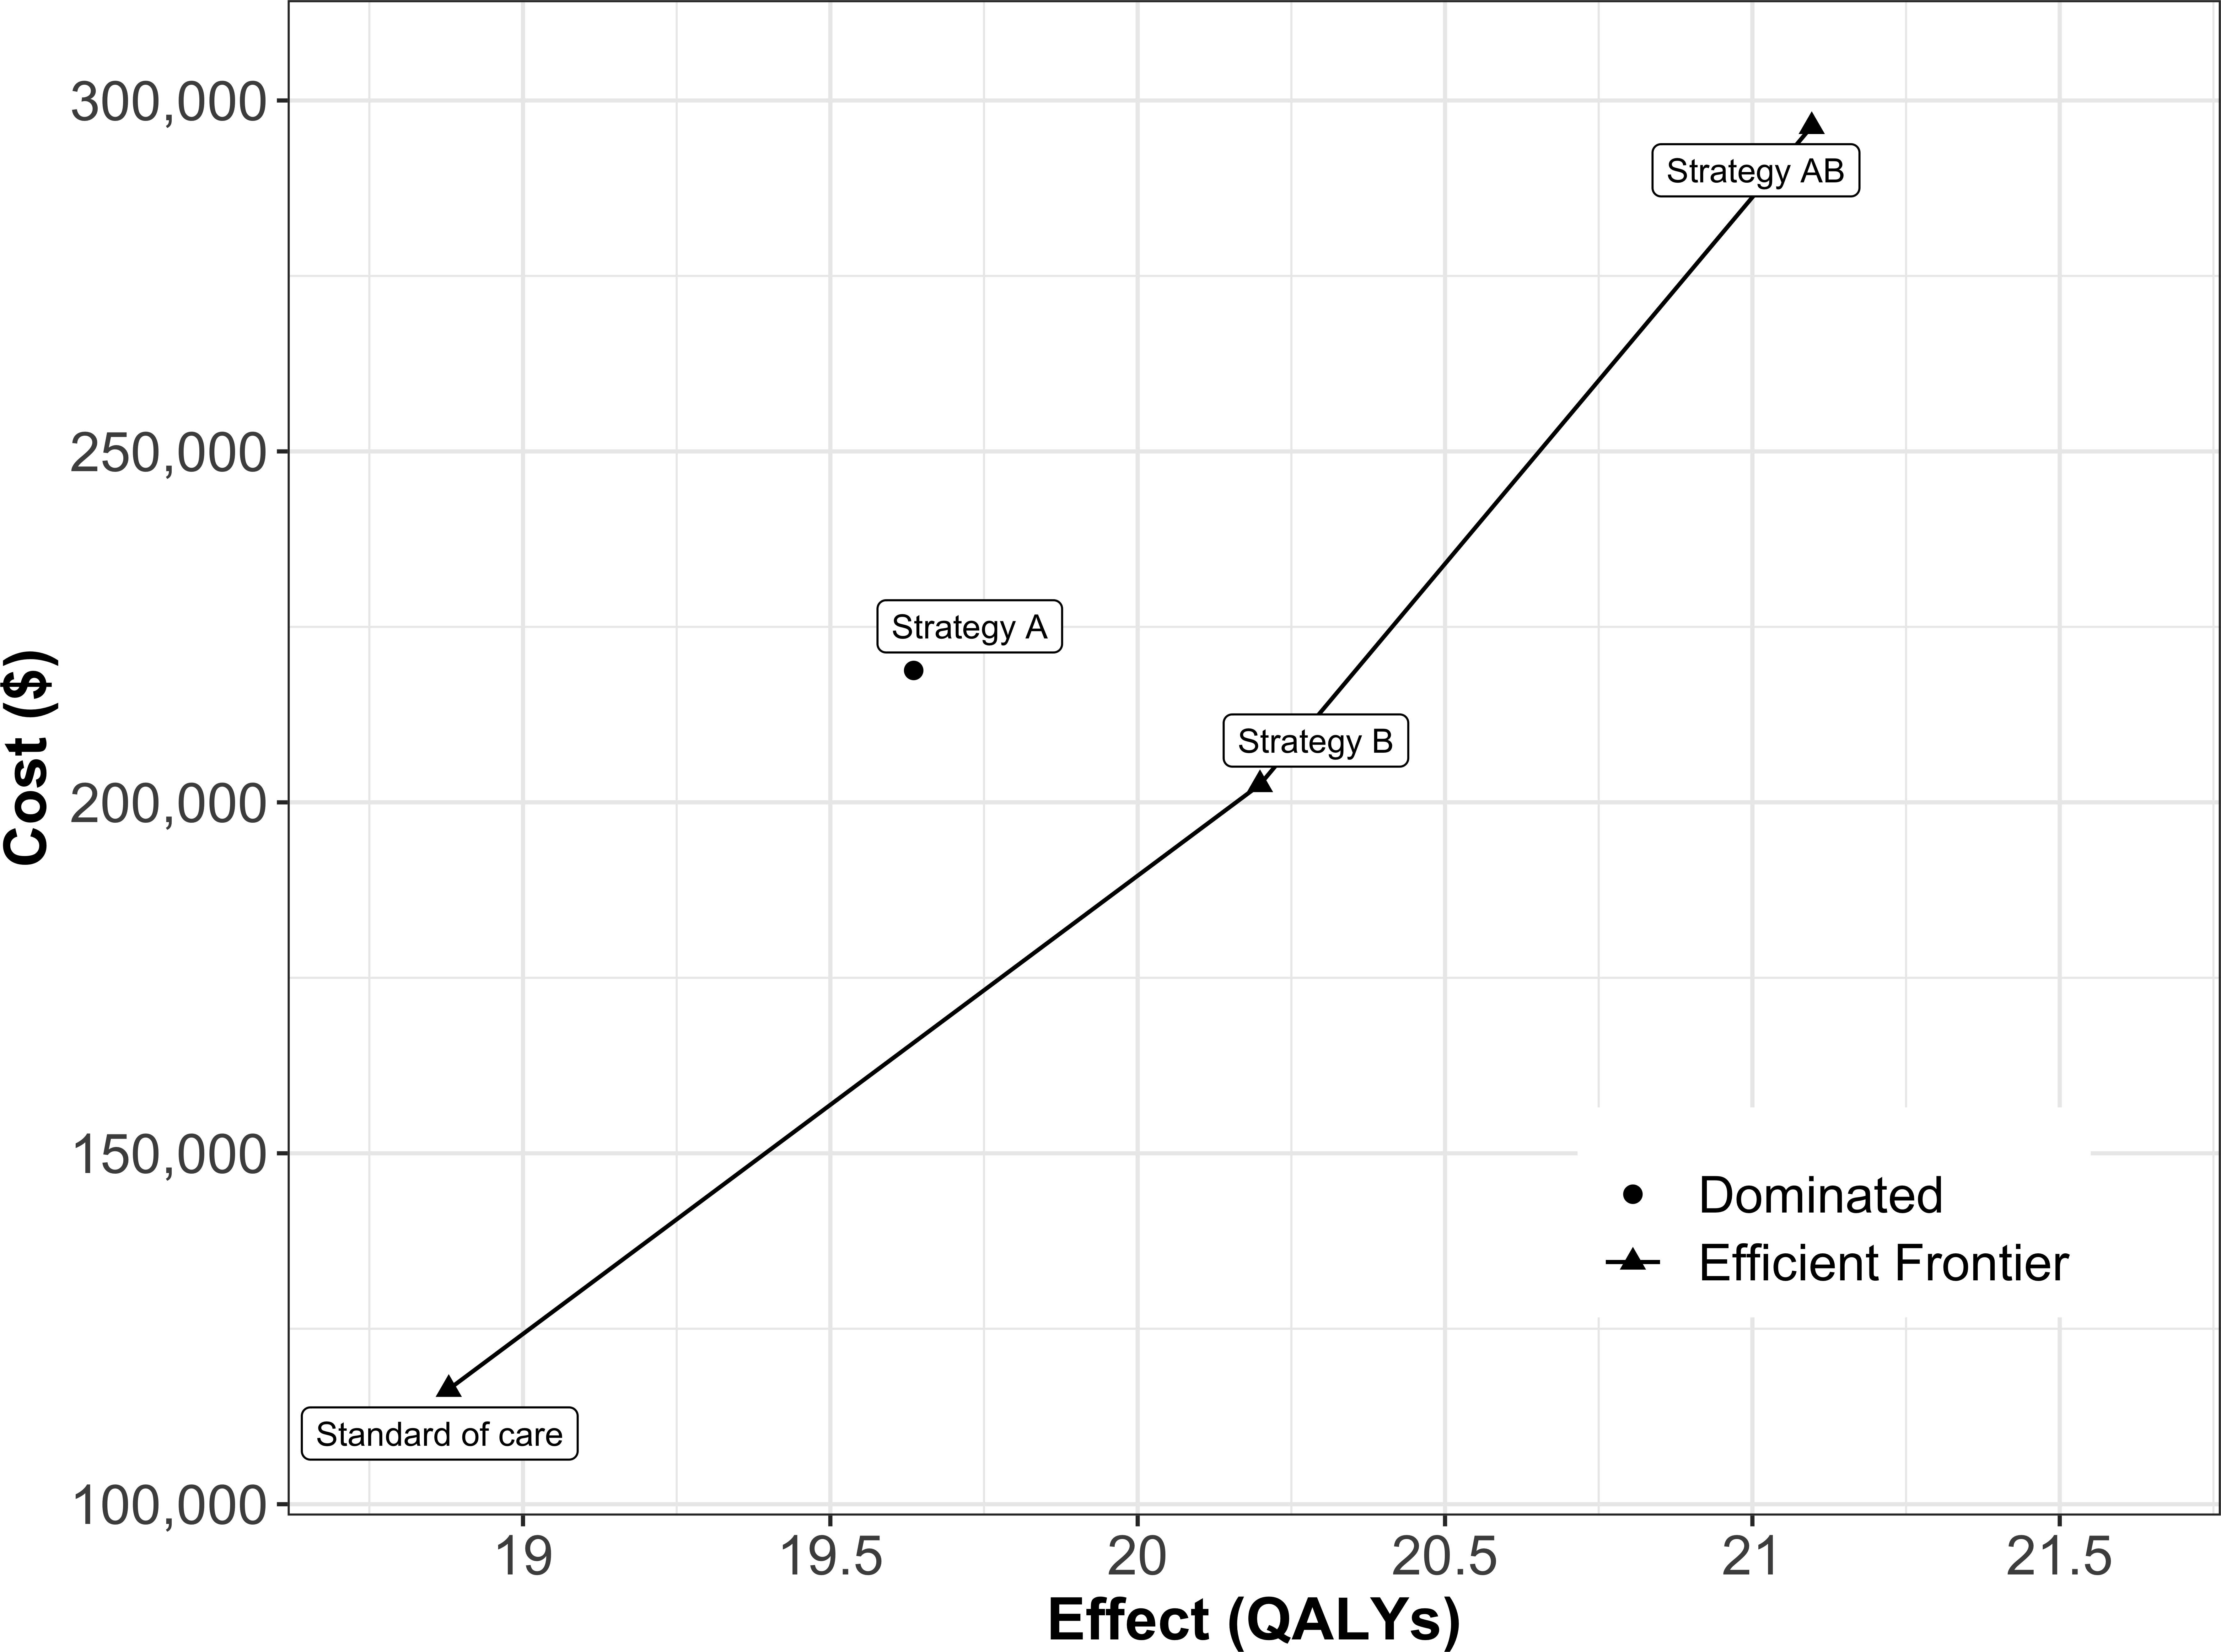 300,000
250,000
200,000
150,000
100,000
Cost ($)
Strategy AB
Strategy A
Strategy B
Standard of care
Dominated
Efficient Frontier
19
19.5
20
20.5
21
21.5
Effect (QALYs)